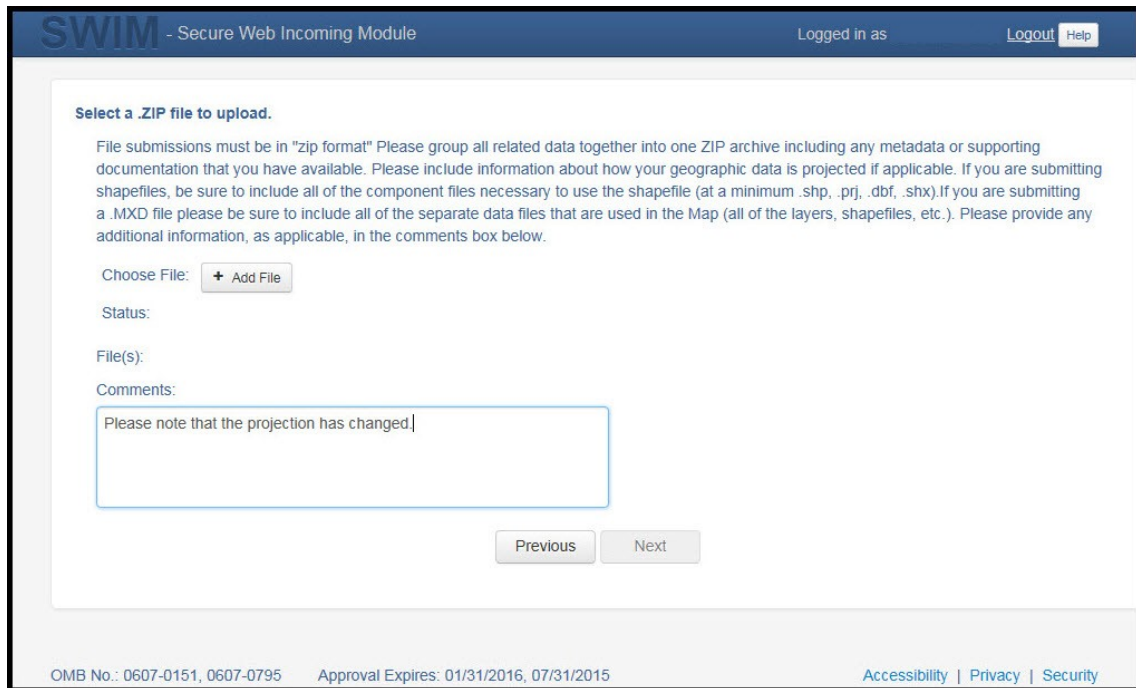 SWIM - Secure Web Incoming Module Logged in as Logout Help
Select a .ZIP file to upload.
File submissions must be in "zip format" Please group all related data together into one ZIP archive including any metadata or supporting
documentation that you have available. Please include information about how your geographic data is projected if applicable. If you are submitting
shapefiles, be sure to include all of the component files necessary to use the shapefile (at a minimum .shp, .prj, .dbf, .shx).If you are submitting
a .MXD file please be sure to include all of the separate data files that are used in the Map (all of the layers, shapefiles, etc.). Please provide any
additional information, as applicable, in the comments box below.
Choose File: + Add File
Status:
File(s):
Comments:
Please note that the projection has changed.
Previous Next
OMB No.: 0607-0151, 0607-0795 Approval Expires: 01/31/2016, 07/31/2015 Accessibility | Privacy | Security